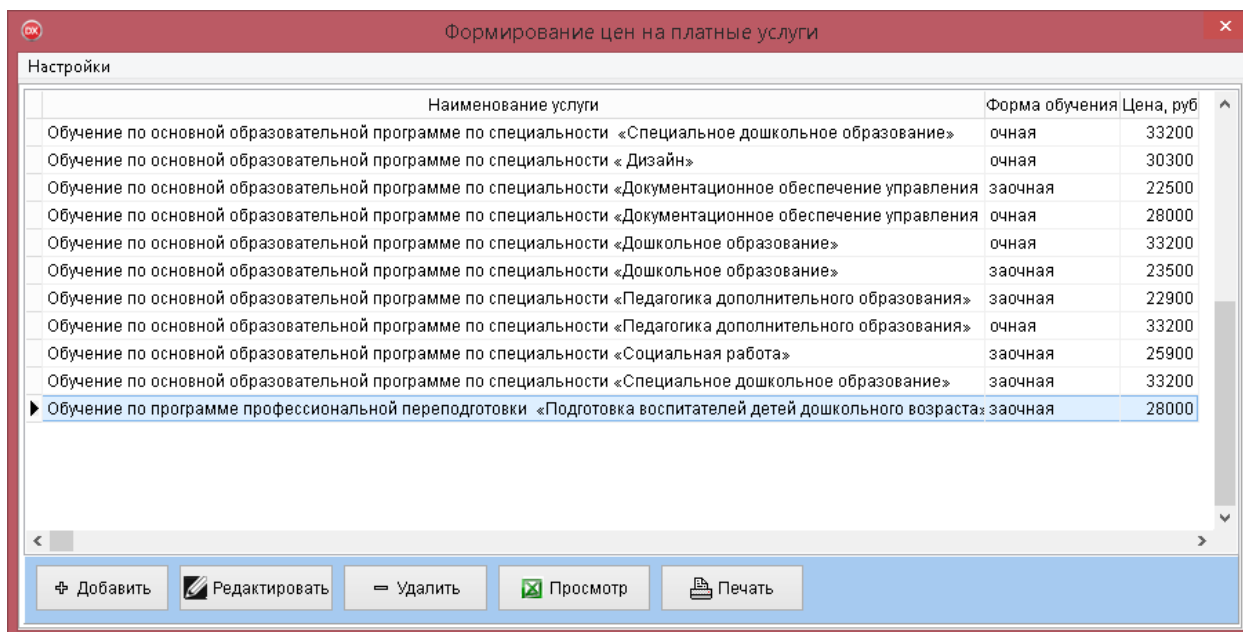 DX Формирование цен на платные услуги
Настройки
Наименование услуги Форма обучения Цена, руб
Обучение по основной образовательной программе по специальности «Специальное дошкольное образование» очная 33200
Обучение по основной образовательной программе по специальности « Дизайн» очная 30300
Обучение по основной образовательной программе по специальности «Документационное обеспечение управления заочная 22500
Обучение по основной образовательной программе по специальности «Документационное обеспечение управления очная 28000
Обучение по основной образовательной программе по специальности «Дошкольное образование» очная 33200
Обучение по основной образовательной программе по специальности «Дошкольное образование» заочная 23500
Обучение по основной образовательной программе по специальности «Педагогика дополнительного образования» заочная 22900
Обучение по основной образовательной программе по специальности «Педагогика дополнительного образования» очная 33200
Обучение по основной образовательной программе по специальности «Социальная работа» заочная 25900
Обучение по основной образовательной программе по специальности «Специальное дошкольное образование» заочная 33200
Обучение по программе профессиональной переподготовки «Подготовка воспитателей детей дошкольного возраста» заочная 28000
Добавить Редактировать Удалить Просмотр Печать